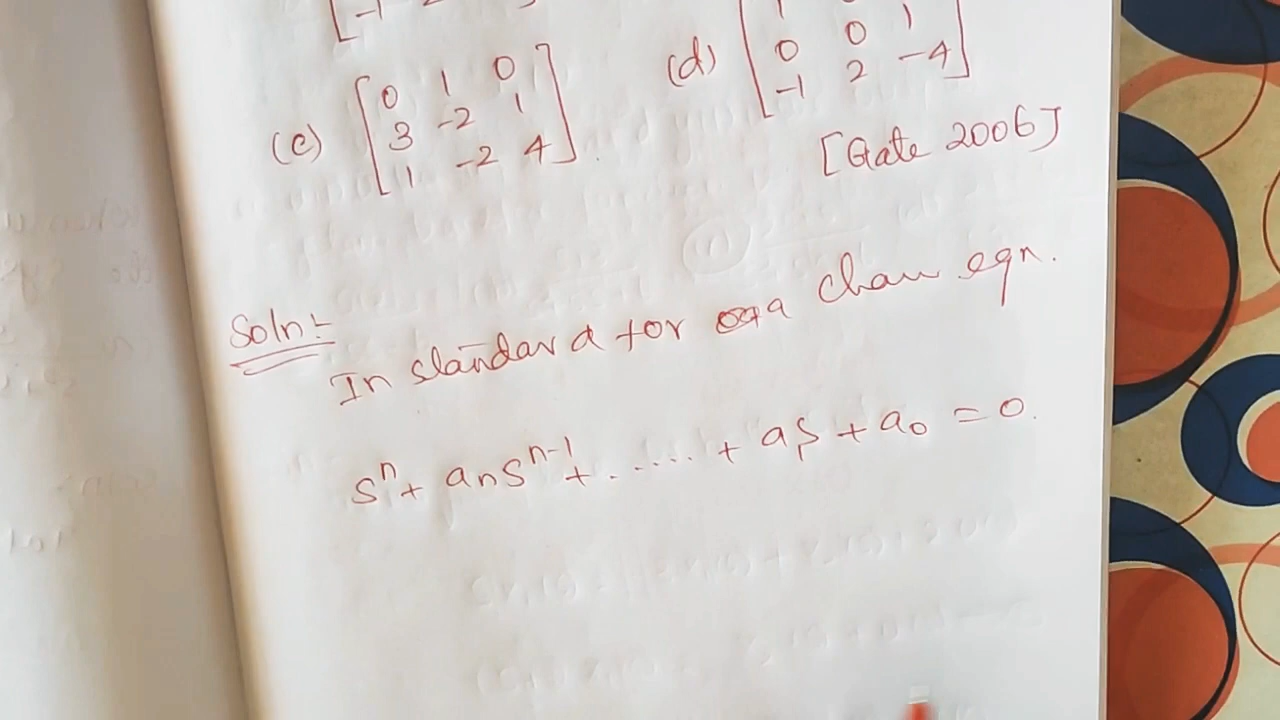 (c) [0 1 0
3 -2 1
1 -2 4].
(d) [
0 0 1
-1 2 -4]
[Gate 2006]
Soln:-
In standard for a char eqn.
sⁿ + aₙsⁿ⁻¹ + ..... + as + a₀ = 0.